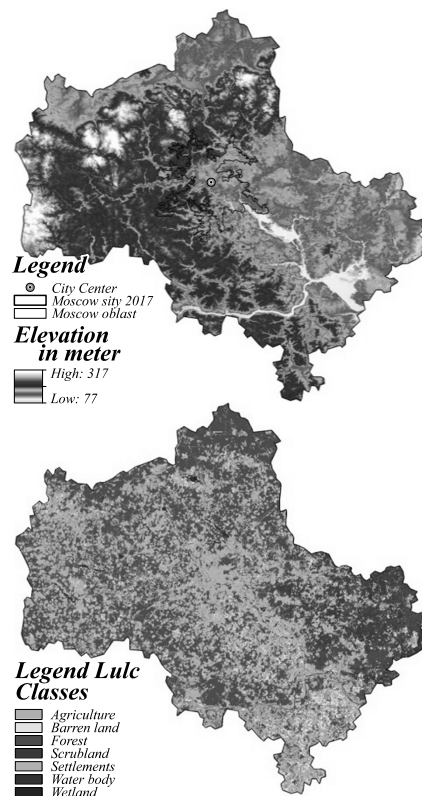 Legend
City Center
Moscow sity 2017
Moscow oblast
Elevation
in meter
High: 317
Low: 77
Legend Lulc
Classes
Agriculture
Barren land
Forest
Scrubland
Settlements
Water body
Wetland